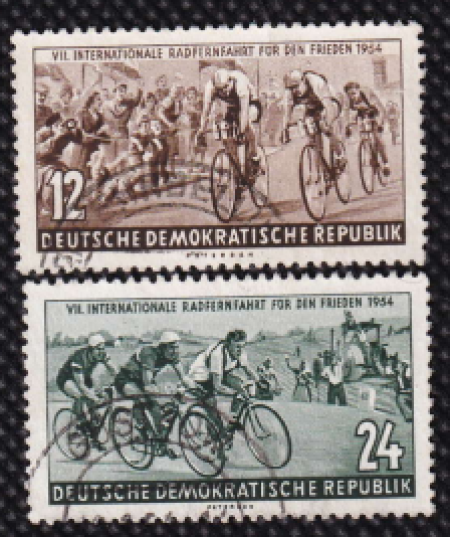 VII. INTERNATIONALE RADFERNFAHRT FÜR DEN FRIEDEN 1954
12
DEUTSCHE DEMOKRATISCHE REPUBLIK
VII. INTERNATIONALE RADFERNFAHRT FÜR DEN FRIEDEN 1954
24
DEUTSCHE DEMOKRATISCHE REPUBLIK